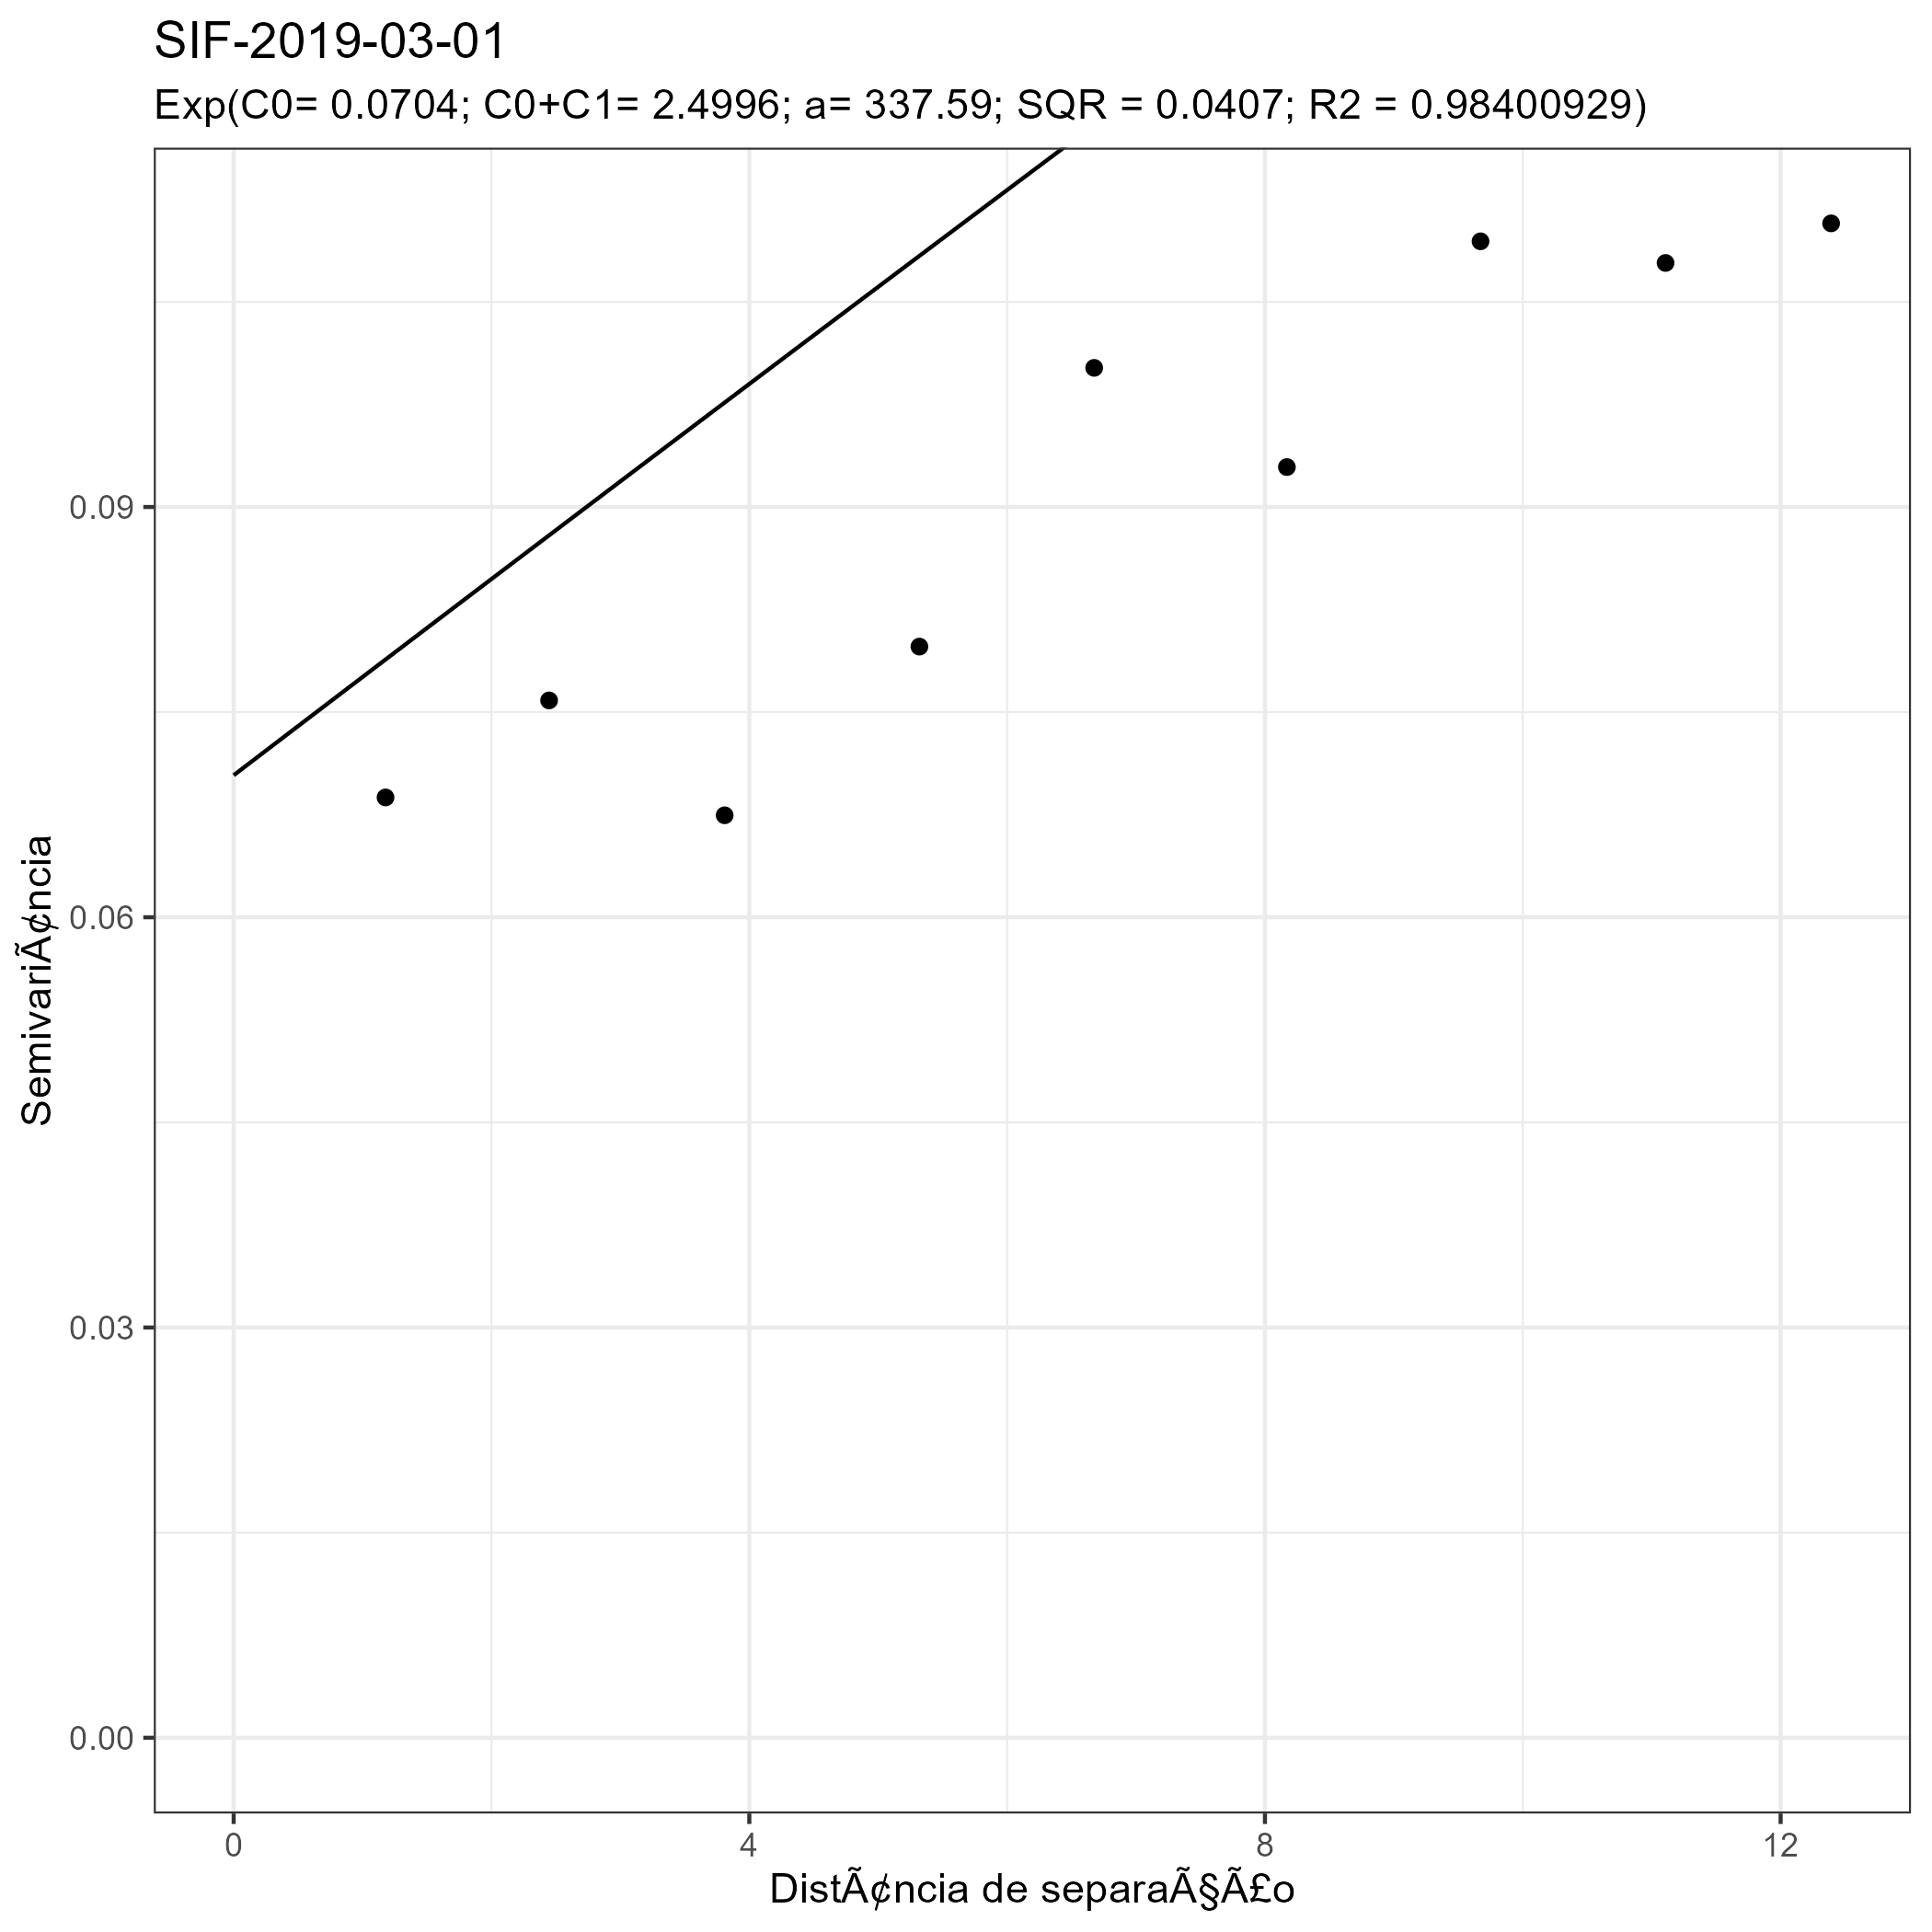 SIF-2019-03-01
Exp(C0= 0.0704; C0+C1= 2.4996; a= 337.59; SQR = 0.0407; R2 = 0.98400929)
SemivariÃ¢ncia
0.09
0.06
0.03
0.00
0
4
8
12
DistÃ¢ncia de separaÃ§Ã£o